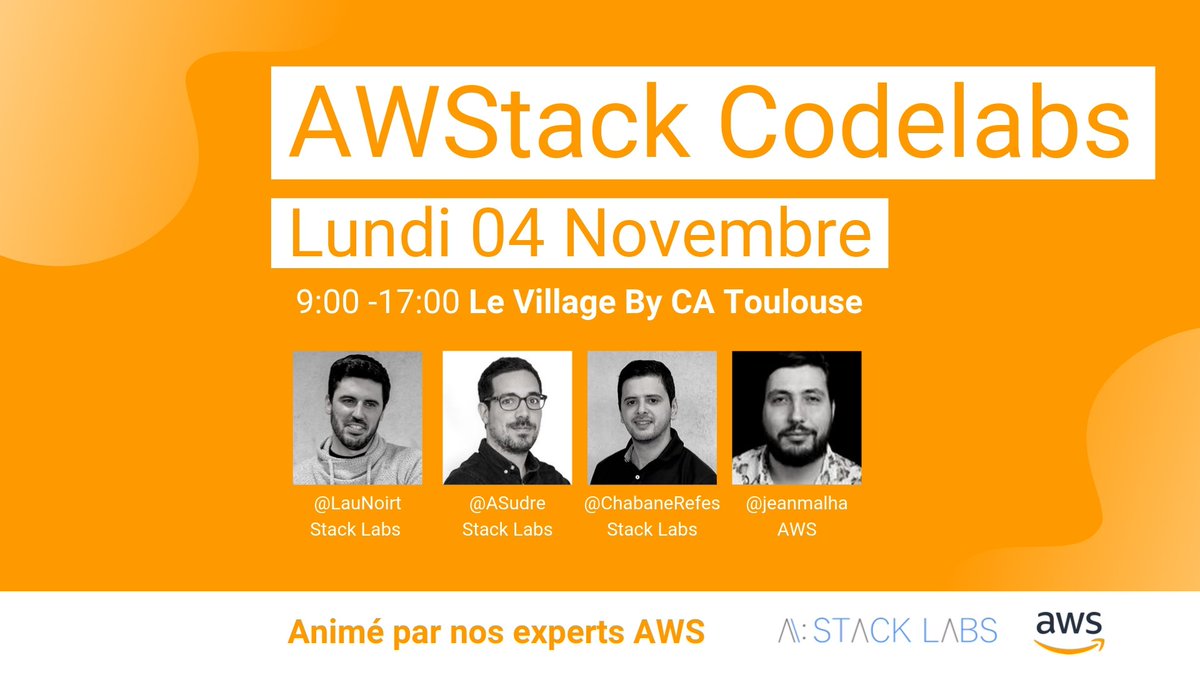 AWStack Codelabs
Lundi 04 Novembre
9:00 -17:00 Le Village By CA Toulouse
@LauNoirt
Stack Labs
@ASudre
Stack Labs
@ChabaneRefes
Stack Labs
@jeanmalha
AWS
Animé par nos experts AWS
STACK LABS
aws